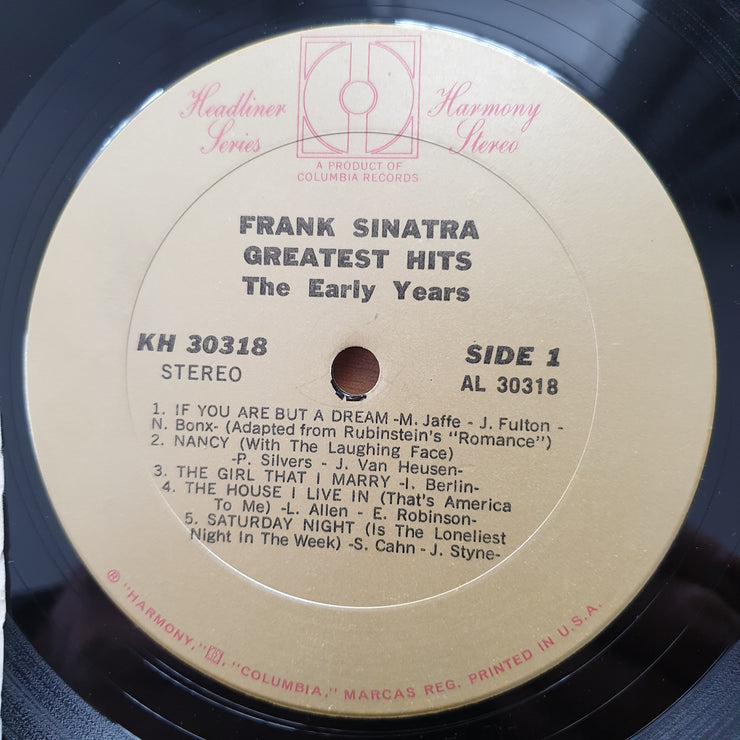 Headliner Series
Harmony Stereo
A PRODUCT OF
COLUMBIA RECORDS
FRANK SINATRA
GREATEST HITS
The Early Years
KH 30318
SIDE 1
STEREO
AL 30318
1. IF YOU ARE BUT A DREAM -M. Jaffe - J. Fulton -
N. Bonx- (Adapted from Rubinstein's "Romance")
2. NANCY (With The Laughing Face)
-P. Silvers - J. Van Heusen-
3. THE GIRL THAT I MARRY -I. Berlin-
4. THE HOUSE I LIVE IN (That's America
To Me) -L. Allen - E. Robinson-
5. SATURDAY NIGHT (Is The Loneliest
Night In The Week) -S. Cahn - J. Styne-
® "HARMONY," , "COLUMBIA," MARCAS REG. PRINTED IN U.S.A.